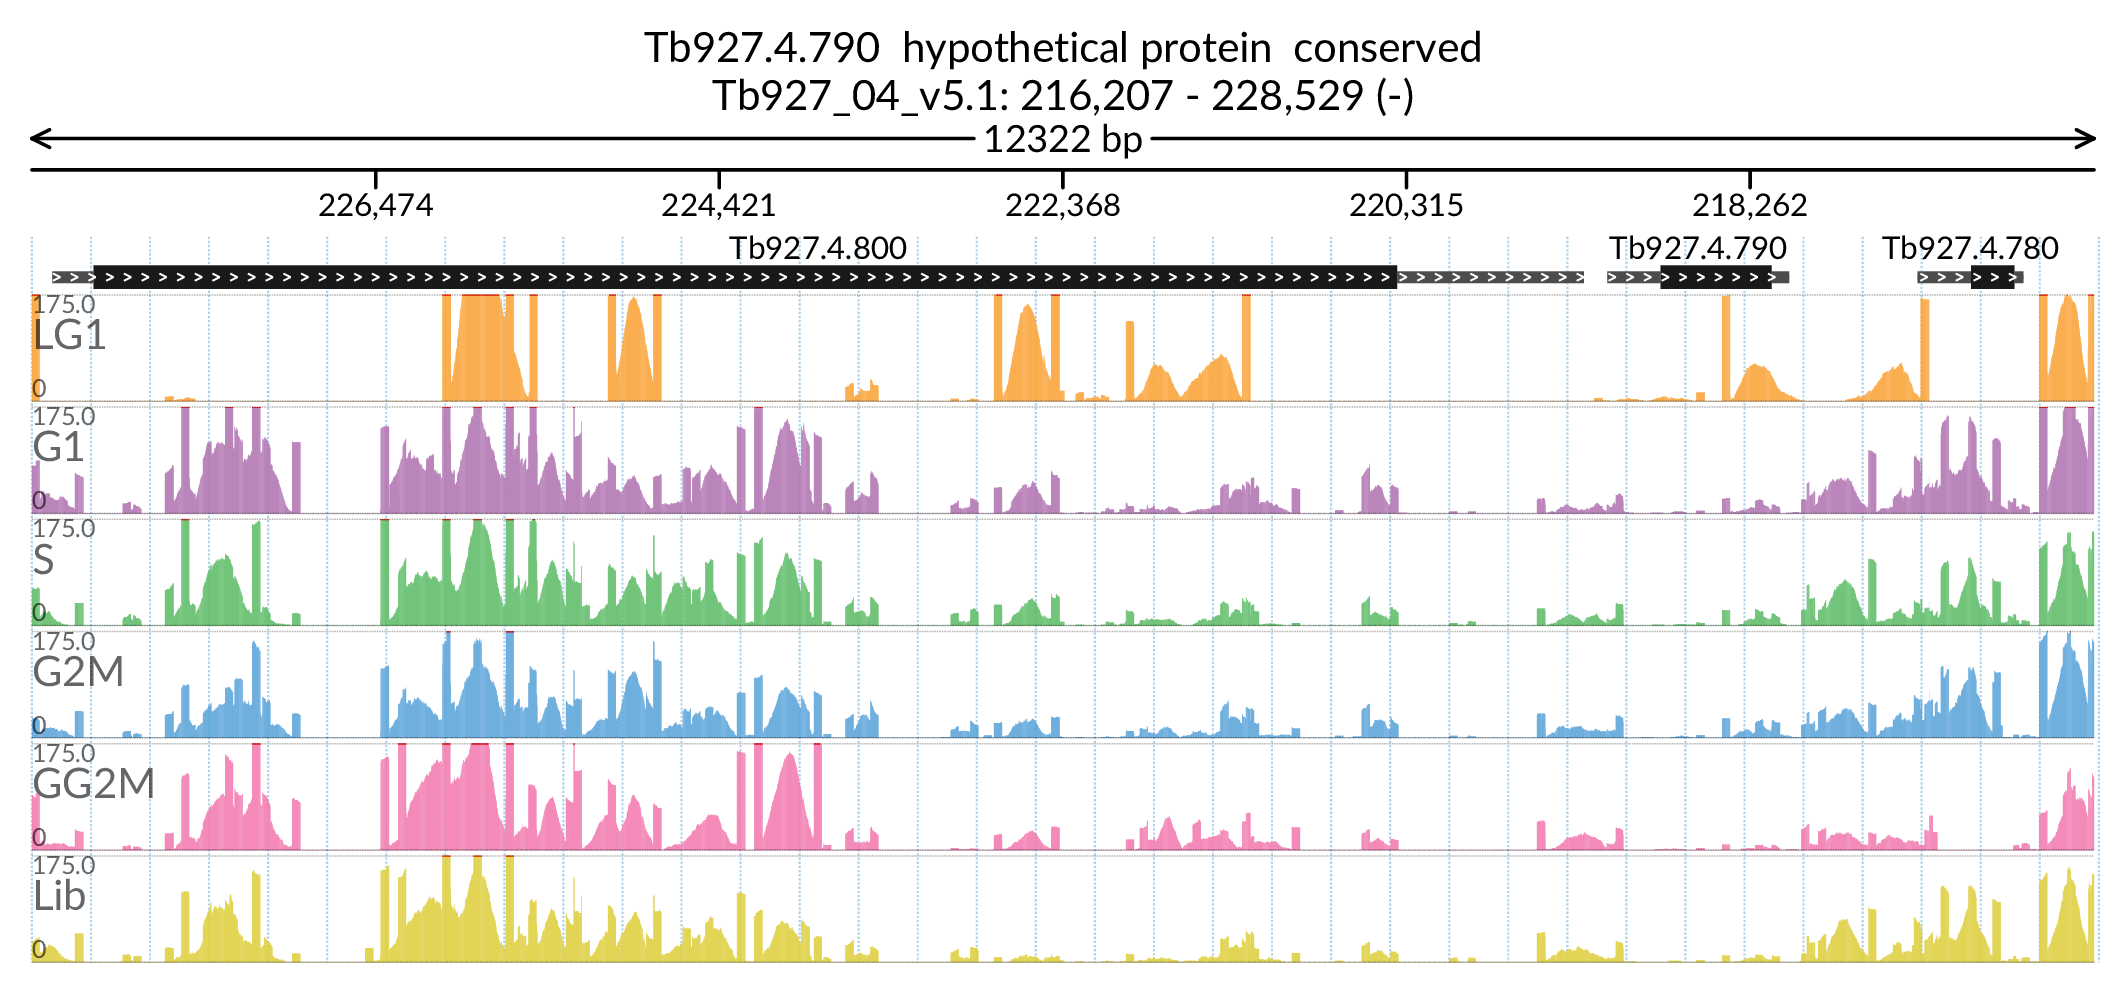 Tb927.4.790  hypothetical protein  conserved
Tb927_04_v5.1: 216,207 - 228,529 (-)
12322 bp
226,474 224,421 222,368 220,315 218,262
Tb927.4.800 Tb927.4.790 Tb927.4.780
175.0
LG1
0
175.0
G1
0
175.0
S
0
175.0
G2M
0
175.0
GG2M
0
175.0
Lib
0